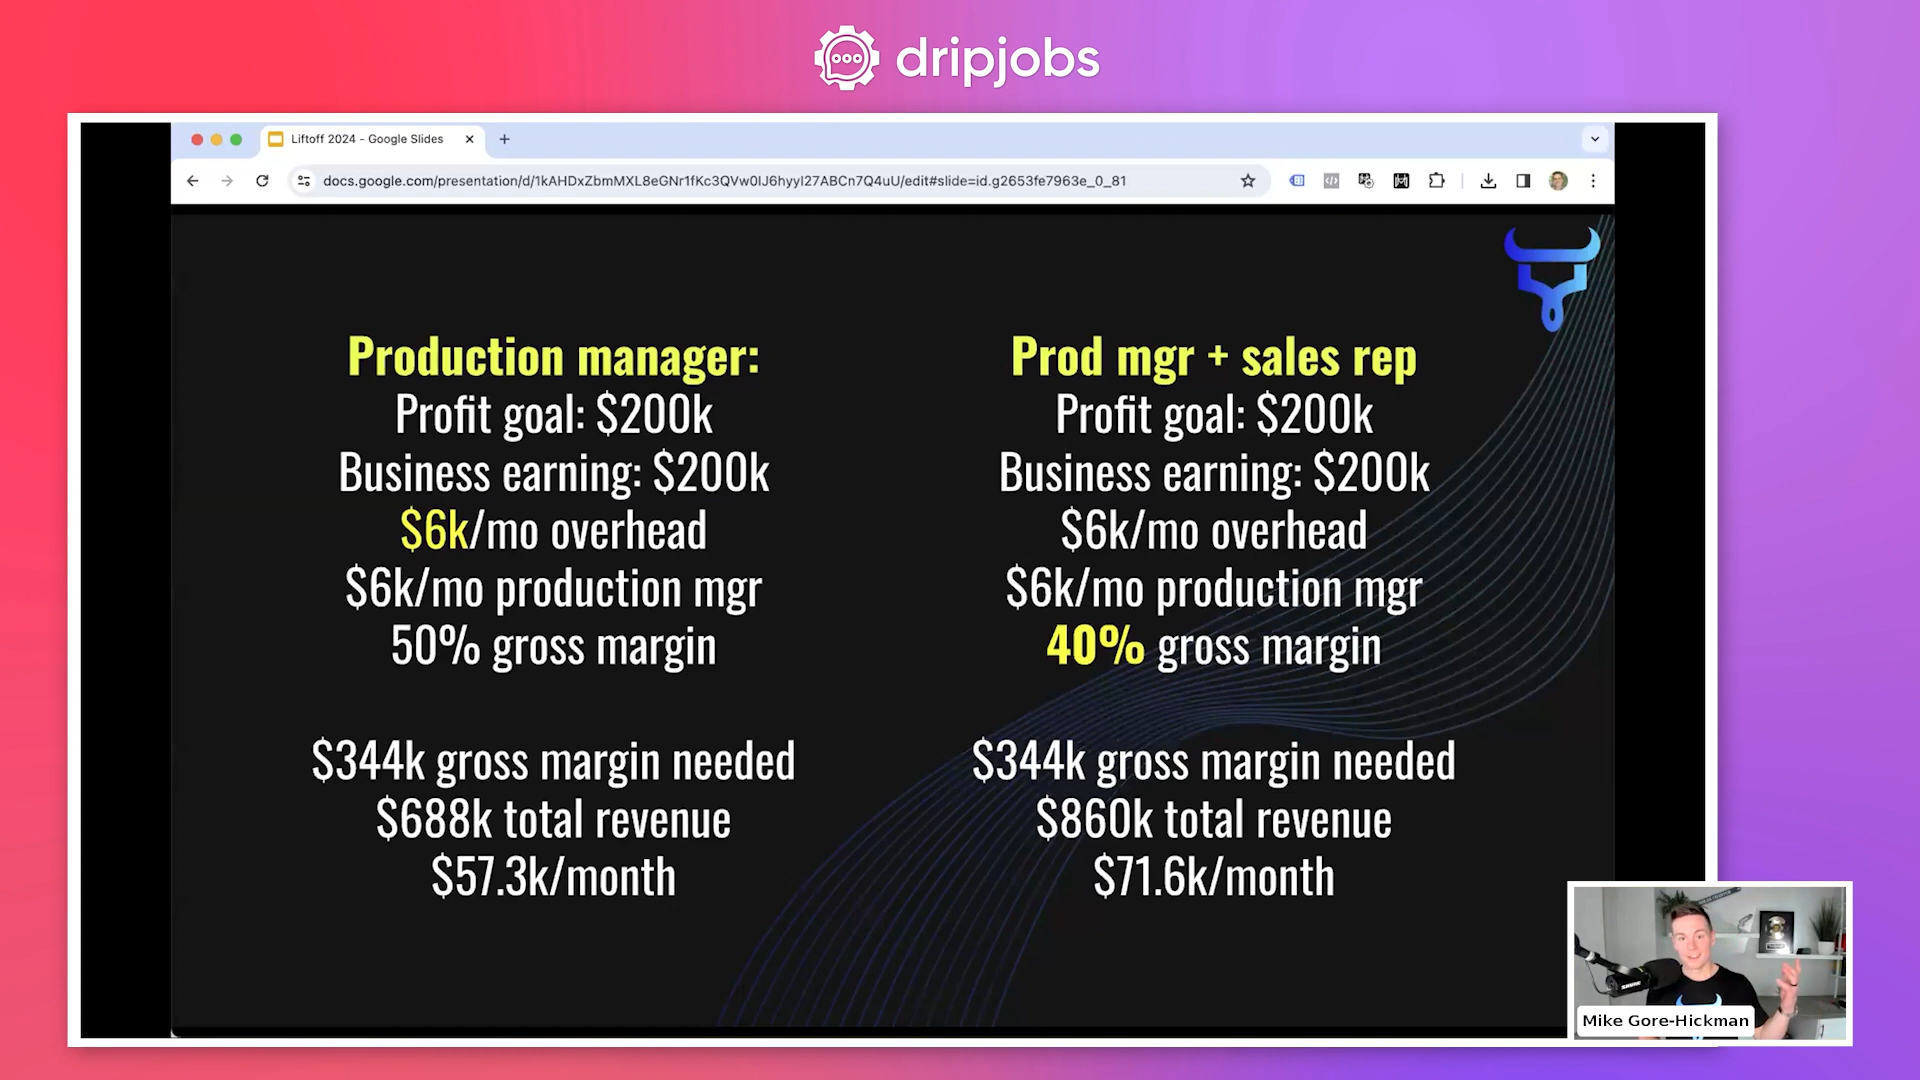 dripjobs
Liftoff 2024 - Google Slides
docs.google.com/presentation/d/1kAHDxZbmMXL8eGNr1fKc3QVw0IJ6hyyI27ABCn7Q4uU/edit#slide=id.g2653fe7963e_0_81
Production manager:
Profit goal: $200k
Business earning: $200k
$6k/mo overhead
$6k/mo production mgr
50% gross margin
$344k gross margin needed
$688k total revenue
$57.3k/month
Prod mgr + sales rep
Profit goal: $200k
Business earning: $200k
$6k/mo overhead
$6k/mo production mgr
40% gross margin
$344k gross margin needed
$860k total revenue
$71.6k/month
SHURE
Mike Gore-Hickman